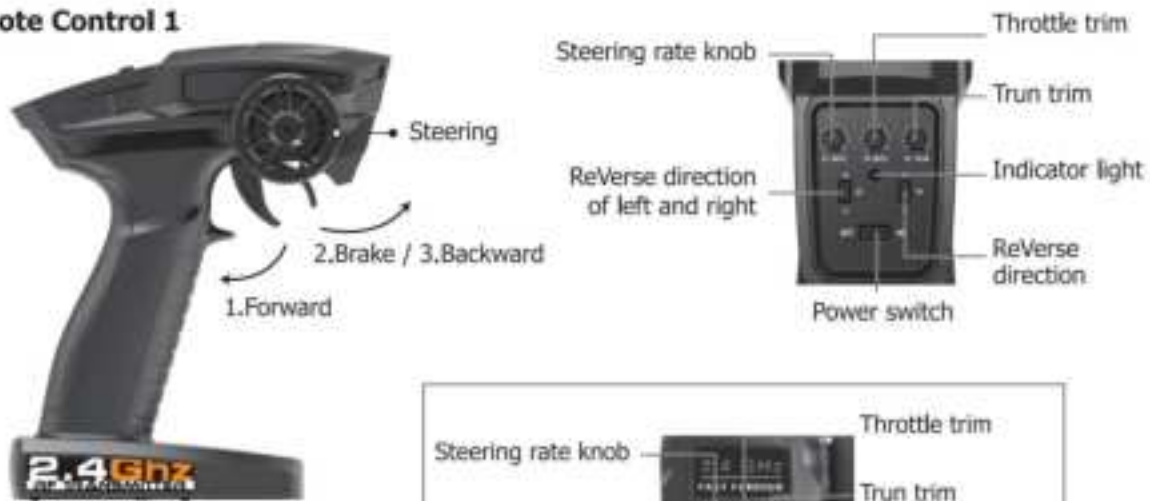 ote Control 1
Steering
2.Brake / 3.Backward
1.Forward
2.4Ghz
Throttle trim
Steering rate knob
Trun trim
Indicator light
ReVerse direction
of left and right
ReVerse
direction
Power switch
Throttle trim
Steering rate knob
Trun trim